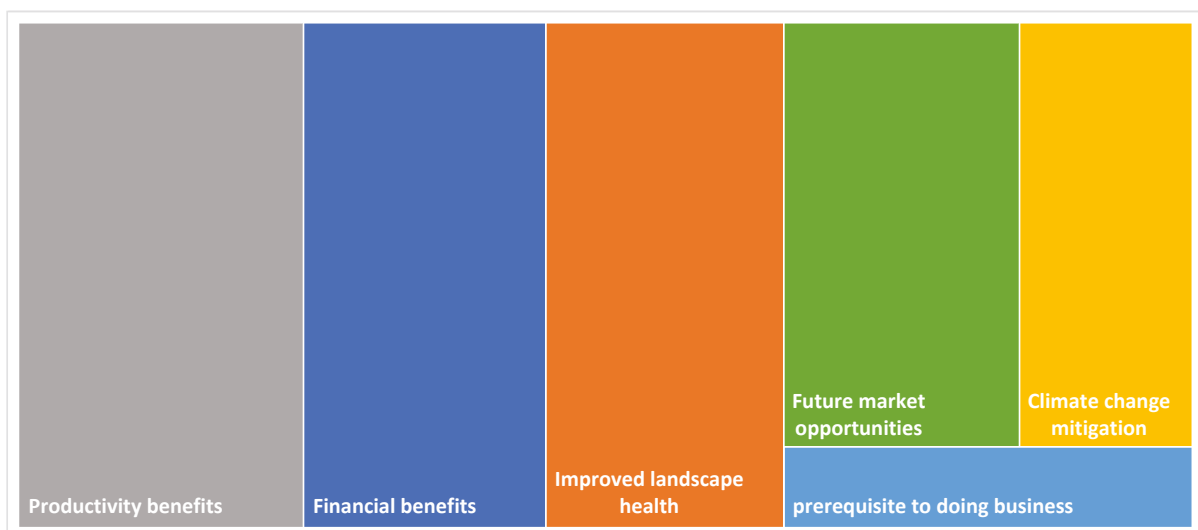 Productivity benefits
Financial benefits
Improved landscape
health
Future market
opportunities
Climate change
mitigation
prerequisite to doing business